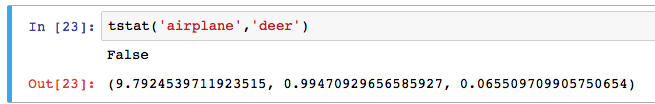 In [23]: tstat('airplane','deer')
False
Out[23]: (9.7924539711923515, 0.99470929656585927, 0.065509709905750654)